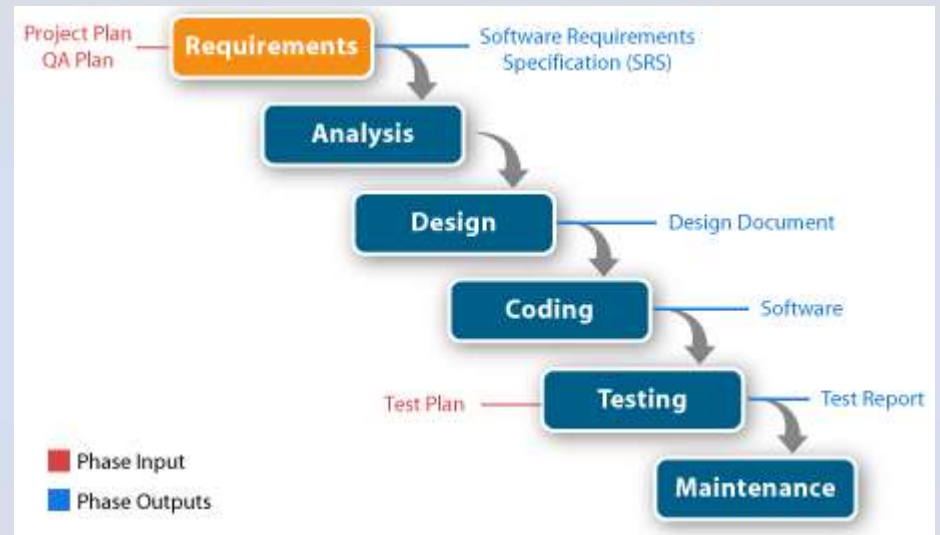 Project Plan
QA Plan
Requirements
Software Requirements
Specification (SRS)
Analysis
Design
Design Document
Coding
Software
Test Plan
Testing
Test Report
Phase Input
Phase Outputs
Maintenance